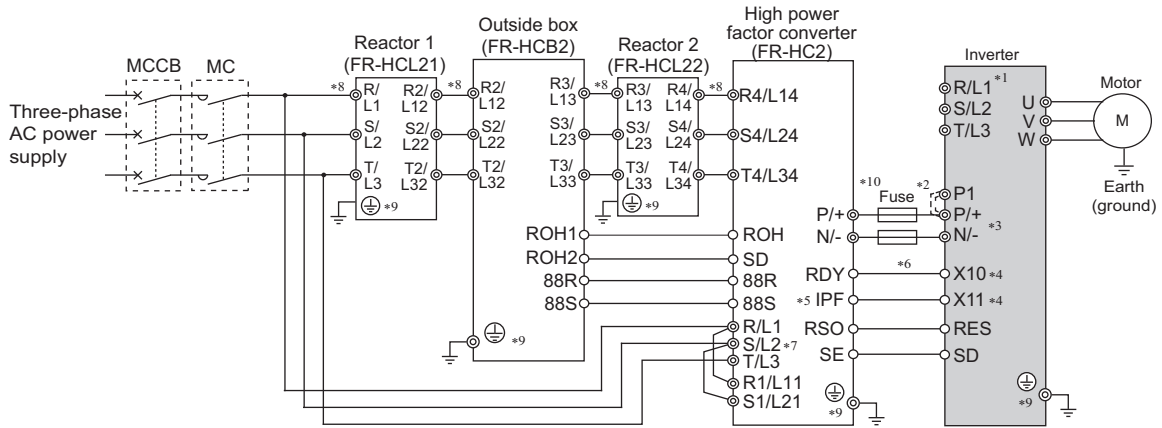 Three-phase
AC power
supply
MCCB
MC
Reactor 1
(FR-HCL21)
*8
R/
L1
R2/
L12
S/
L2
S2/
L22
T/
L3
T2/
L32
*9
*8
Outside box
(FR-HCB2)
R2/
L12
R3/
L13
S2/
L22
S3/
L23
T2/
L32
T3/
L33
ROH1
ROH2
88R
88S
*9
*8
Reactor 2
(FR-HCL22)
R3/
L13
R4/
L14
S3/
L23
S4/
L24
T3/
L33
T4/
L34
*9
*8
High power
factor converter
(FR-HC2)
R4/L14
S4/L24
T4/L34
P/+
N/-
ROH
SD
88R
88S
RDY
*5 IPF
RSO
SE
R/L1
S/L2 *7
T/L3
R1/L11
S1/L21
*9
*10
Fuse
*2
*6
Inverter
R/L1 *1
S/L2
T/L3
U
V
W
P1
P/+
N/-
*3
X10 *4
X11 *4
RES
SD
*9
Motor
M
Earth
(ground)